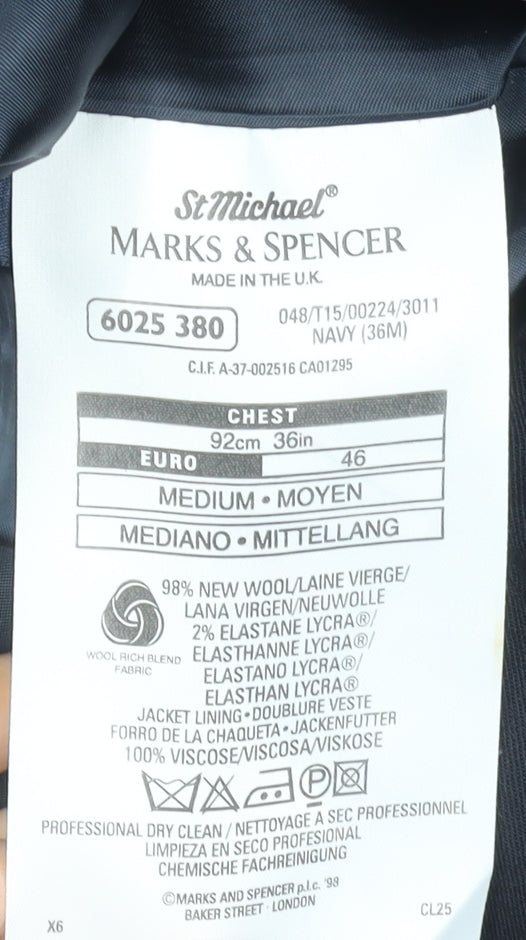 St Michael®
MARKS & SPENCER
MADE IN THE U.K.
6025 380
048/T15/00224/3011
NAVY (36M)
C.I.F. A-37-002516 CA01295
CHEST
92cm 36in
EURO 46
MEDIUM • MOYEN
MEDIANO • MITTELLANG
WOOL RICH BLEND
FABRIC
98% NEW WOOL/LAINE VIERGE/
LANA VIRGEN/NEUWOLLE
2% ELASTANE LYCRA®/
ELASTHANNE LYCRA®/
ELASTANO LYCRA®/
ELASTHAN LYCRA®
JACKET LINING • DOUBLURE VESTE
FORRO DE LA CHAQUETA • JACKENFUTTER
100% VISCOSE/VISCOSA/VISKOSE
P
PROFESSIONAL DRY CLEAN / NETTOYAGE A SEC PROFESSIONNEL
LIMPIEZA EN SECO PROFESIONAL
CHEMISCHE FACHREINIGUNG
©MARKS AND SPENCER p.l.c. '98
BAKER STREET · LONDON
X6
CL25